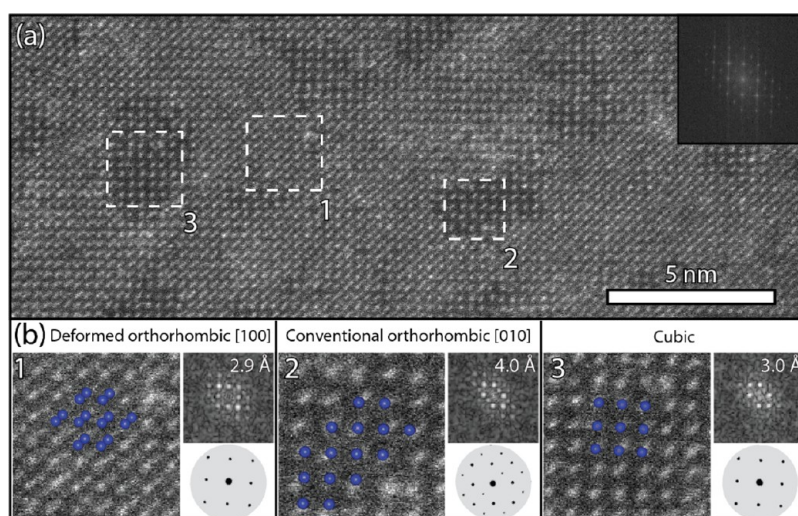 (a)
3
1
2
5 nm
(b) Deformed orthorhombic [100]
Conventional orthorhombic [010]
Cubic
1
2.9 Å
2
4.0 Å
3
3.0 Å